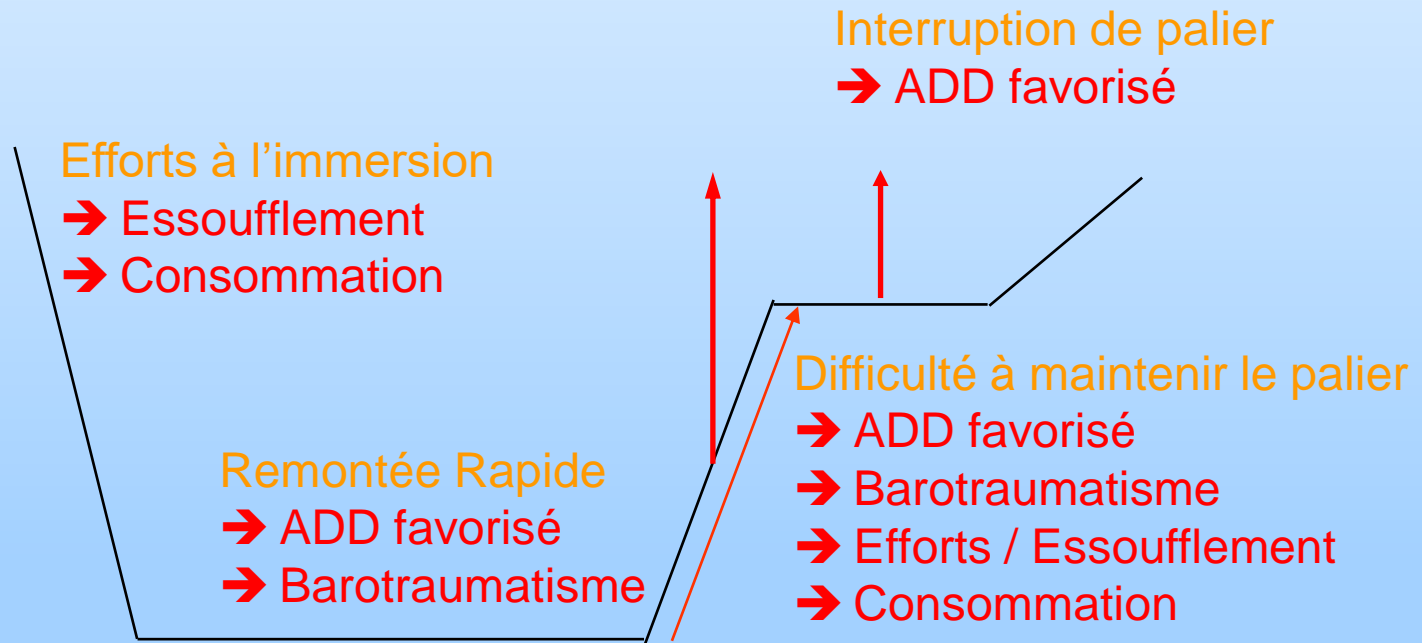 Interruption de palier
➔ ADD favorisé
Efforts à l’immersion
➔ Essoufflement
➔ Consommation
Remontée Rapide
➔ ADD favorisé
➔ Barotraumatisme
Difficulté à maintenir le palier
➔ ADD favorisé
➔ Barotraumatisme
➔ Efforts / Essoufflement
➔ Consommation